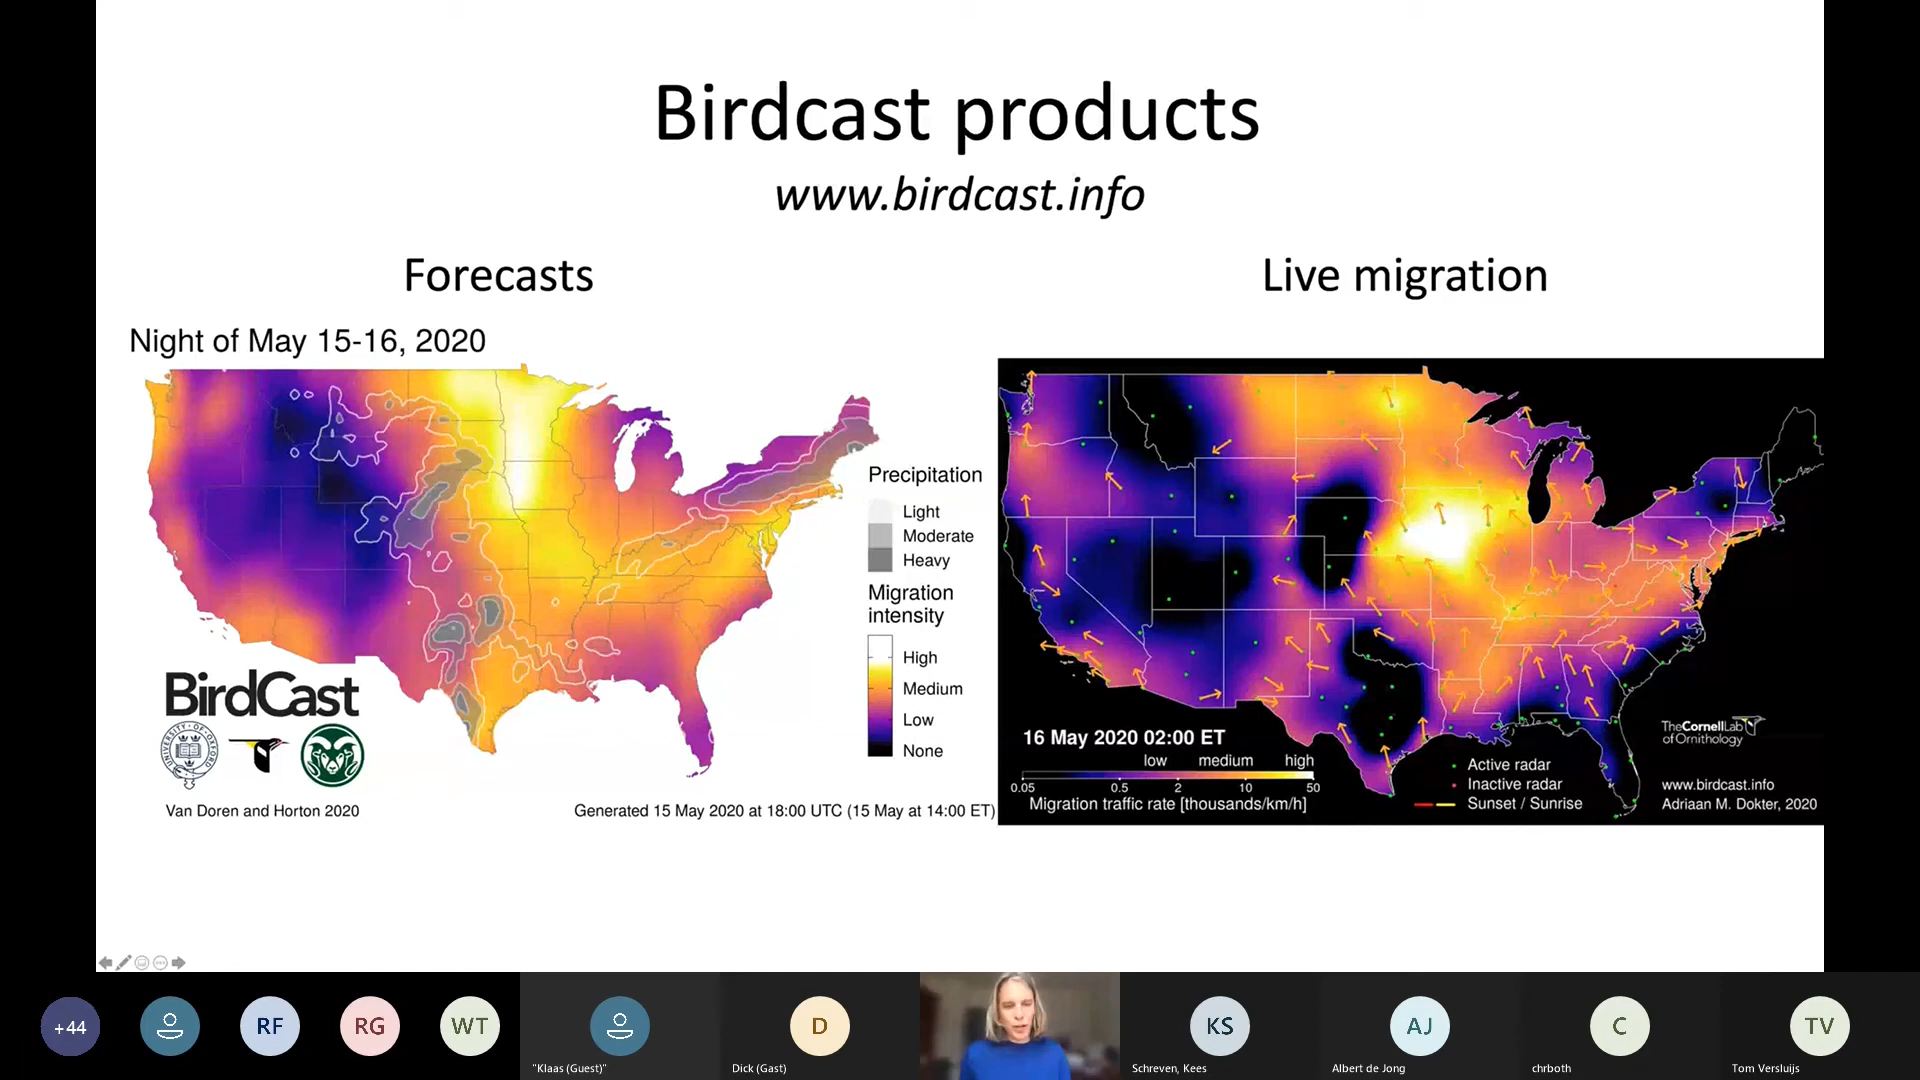 Birdcast products
www.birdcast.info
Forecasts
Live migration
Night of May 15-16, 2020
Precipitation
Light
Moderate
Heavy
Migration
intensity
High
Medium
Low
None
BirdCast
UNIVERSITY OF OXFORD
Van Doren and Horton 2020
Generated 15 May 2020 at 18:00 UTC (15 May at 14:00 ET)
16 May 2020 02:00 ET
low medium high
0.05 0.5 2 10 50
Migration traffic rate [thousands/km/h]
Active radar
Inactive radar
Sunset / Sunrise
TheCornellLab
of Ornithology
www.birdcast.info
Adriaan M. Dokter, 2020
+44
RF
RG
WT
"Klaas (Guest)"
D
Dick (Gast)
KS
Schreven, Kees
AJ
Albert de Jong
C
chrboth
TV
Tom Versluijs